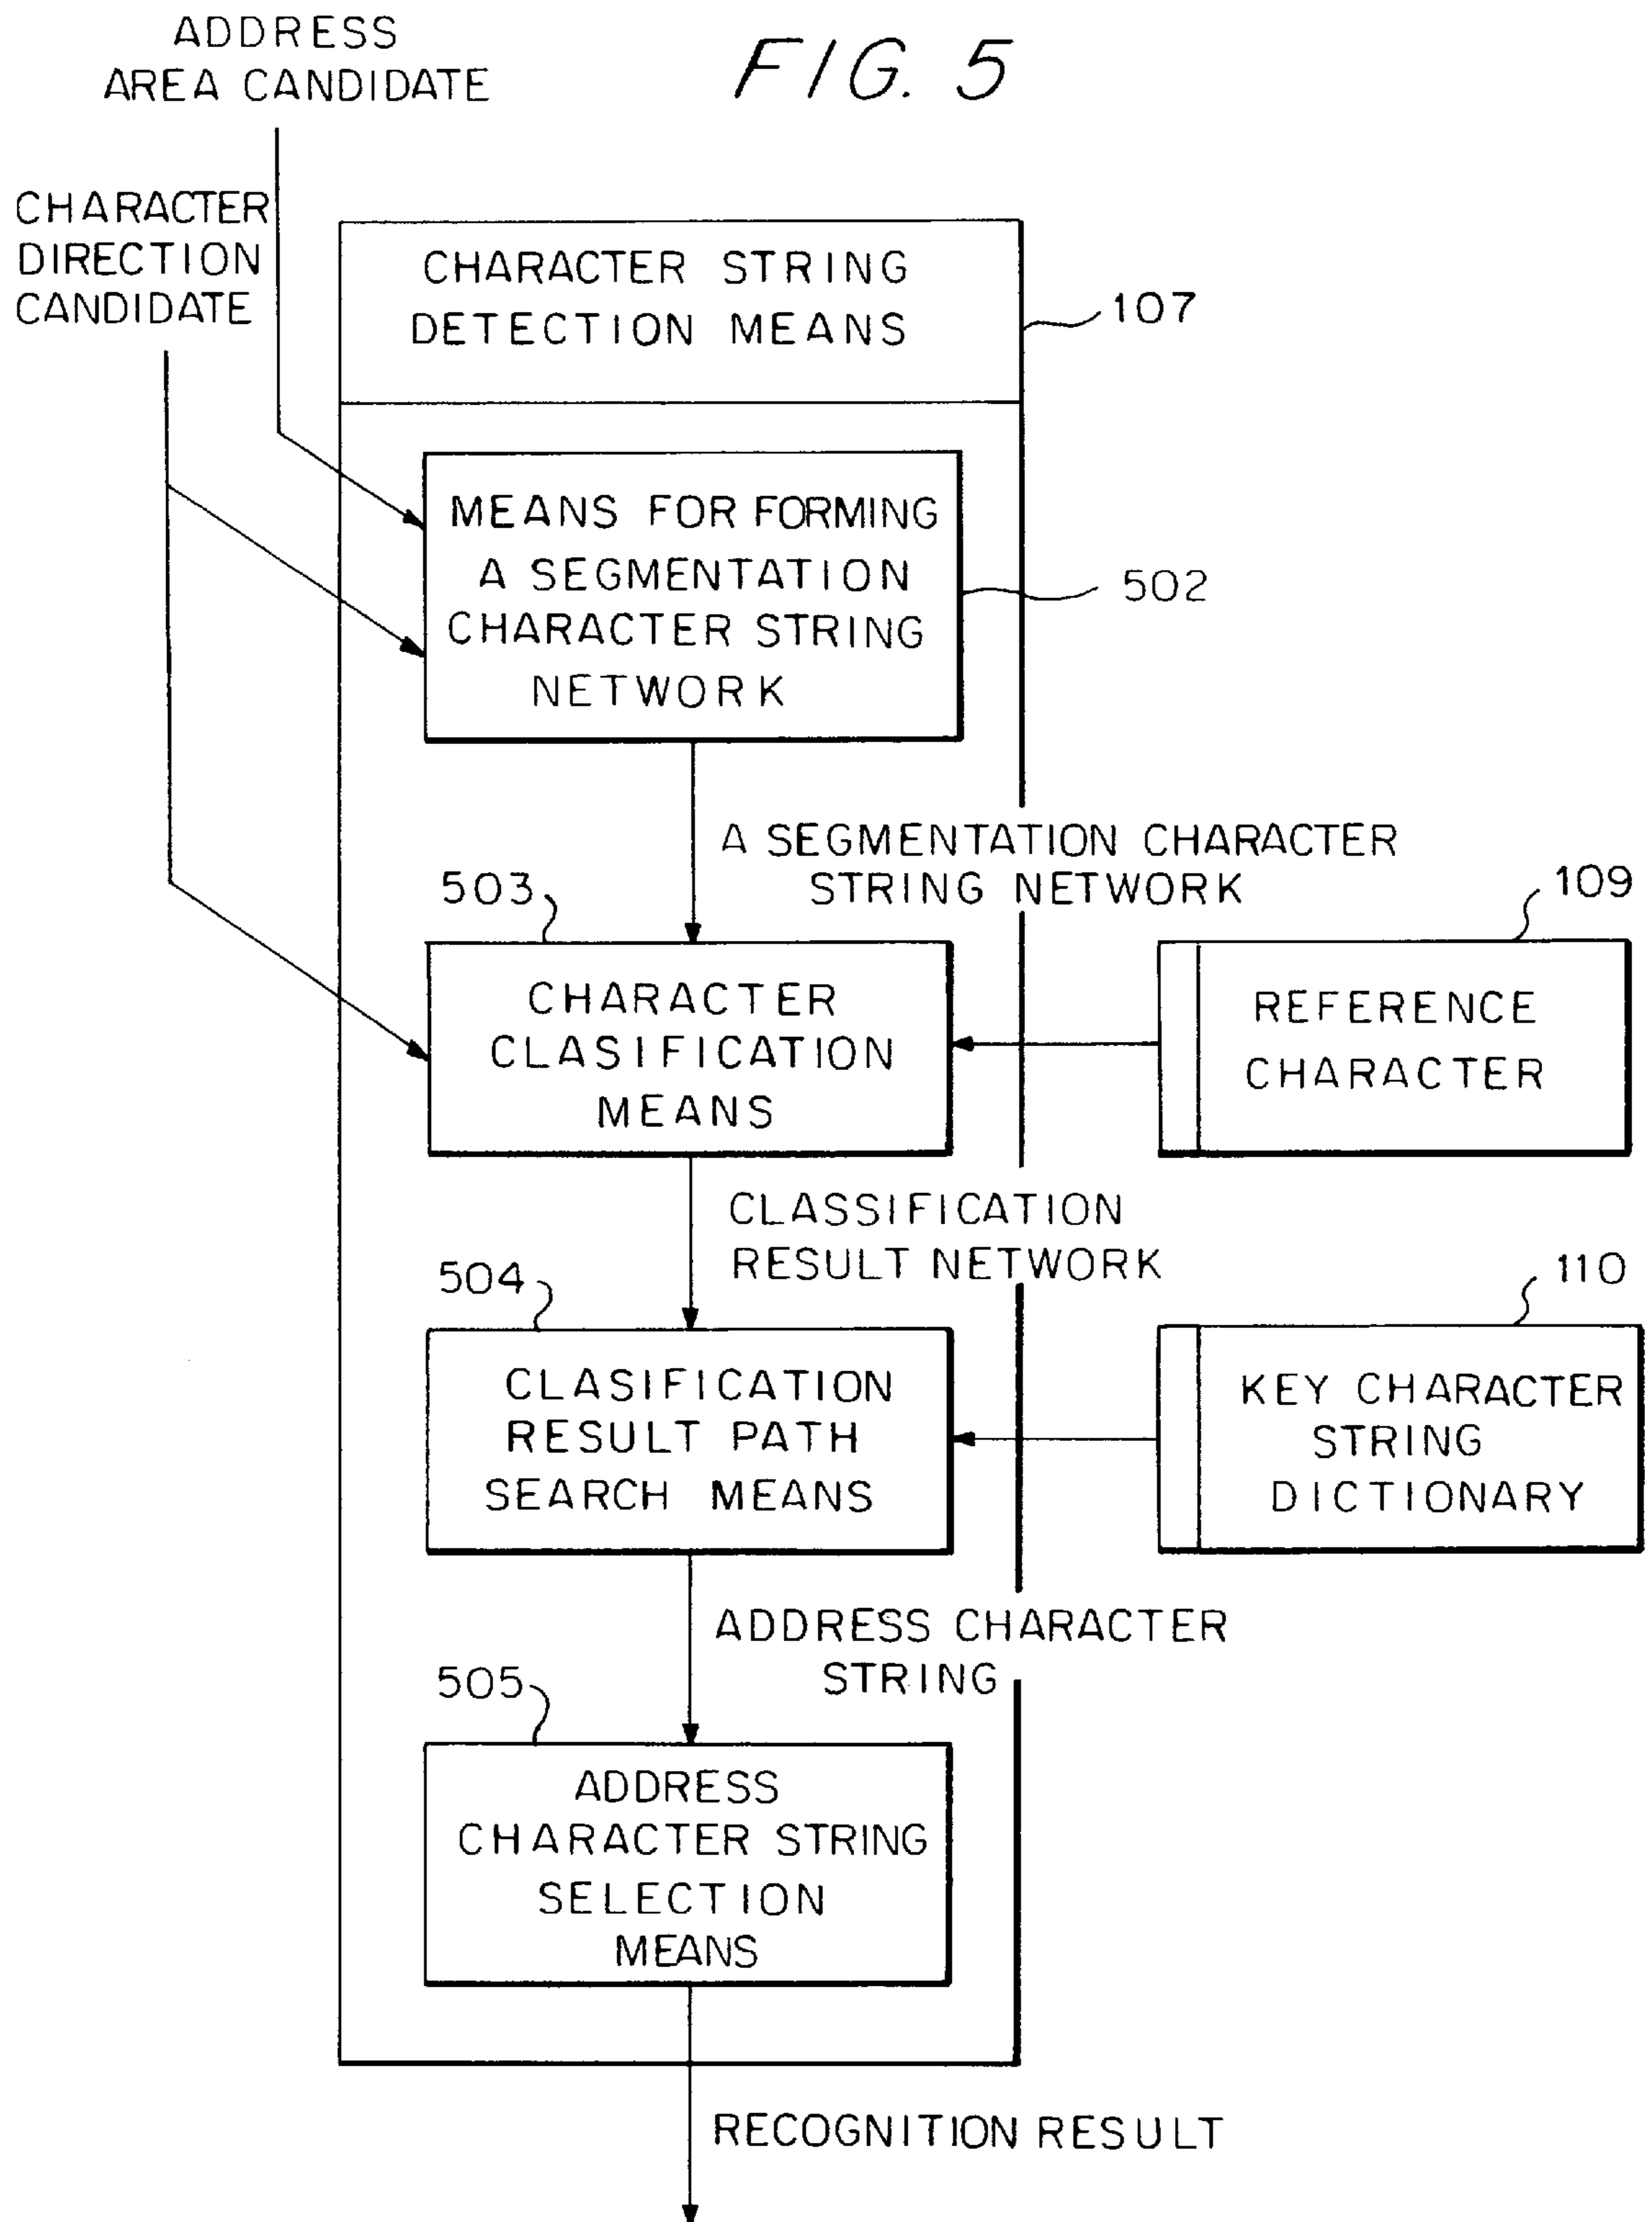 FIG. 5
ADDRESS
AREA CANDIDATE
CHARACTER
DIRECTION
CANDIDATE
CHARACTER STRING
DETECTION MEANS
107
MEANS FOR FORMING
A SEGMENTATION
CHARACTER STRING
NETWORK
502
A SEGMENTATION CHARACTER
STRING NETWORK
503
CHARACTER
CLASIFICATION
MEANS
109
REFERENCE
CHARACTER
CLASSIFICATION
RESULT NETWORK
504
CLASIFICATION
RESULT PATH
SEARCH MEANS
110
KEY CHARACTER
STRING
DICTIONARY
ADDRESS CHARACTER
STRING
505
ADDRESS
CHARACTER STRING
SELECTION
MEANS
RECOGNITION RESULT